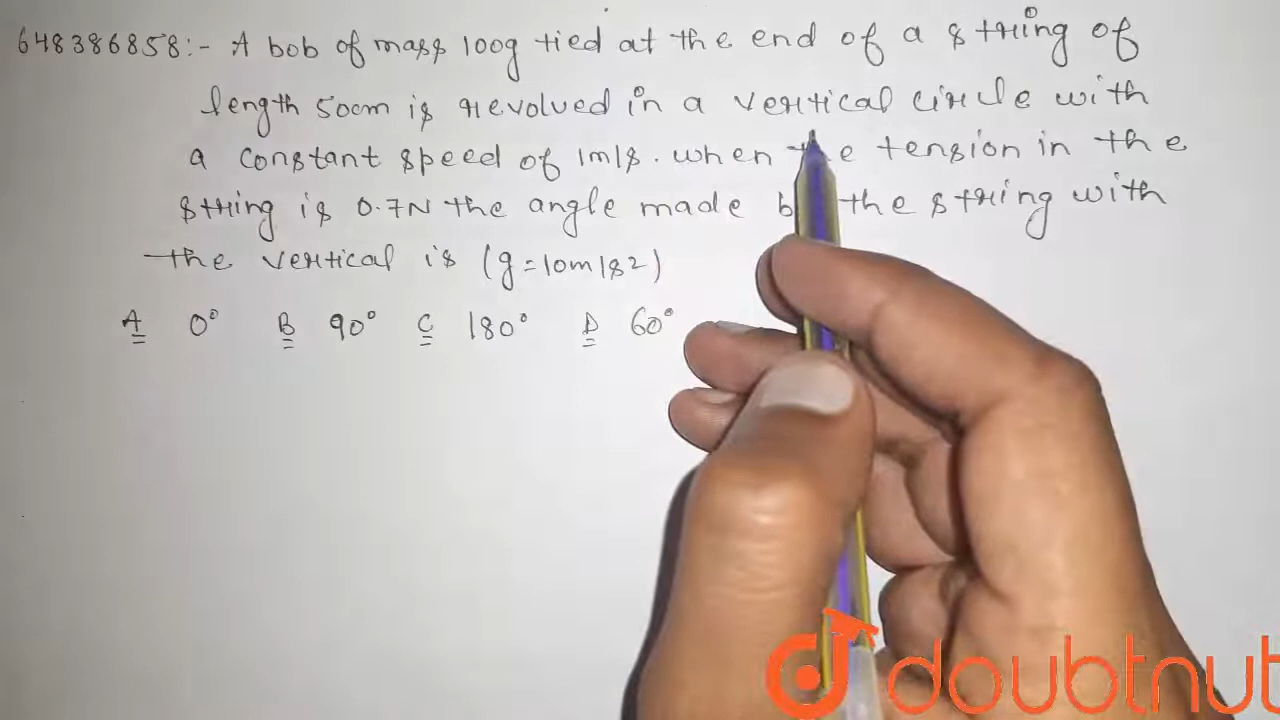 648386858:- A bob of mass 100g tied at the end of a string of
length 50cm is revolved in a vertical circle with
a constant speed of 1m/s. when the tension in the
string is 0.7N the angle made the string with
the vertical is (g=10m/s2)
A 0° B 90° C 180° D 60°
doubtnut